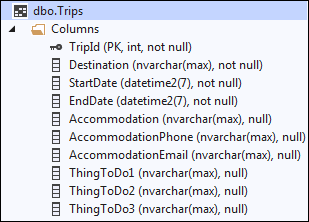 dbo.Trips
Columns
TripId (PK, int, not null)
Destination (nvarchar(max), not null)
StartDate (datetime2(7), not null)
EndDate (datetime2(7), not null)
Accommodation (nvarchar(max), null)
AccommodationPhone (nvarchar(max), null)
AccommodationEmail (nvarchar(max), null)
ThingToDo1 (nvarchar(max), null)
ThingToDo2 (nvarchar(max), null)
ThingToDo3 (nvarchar(max), null)